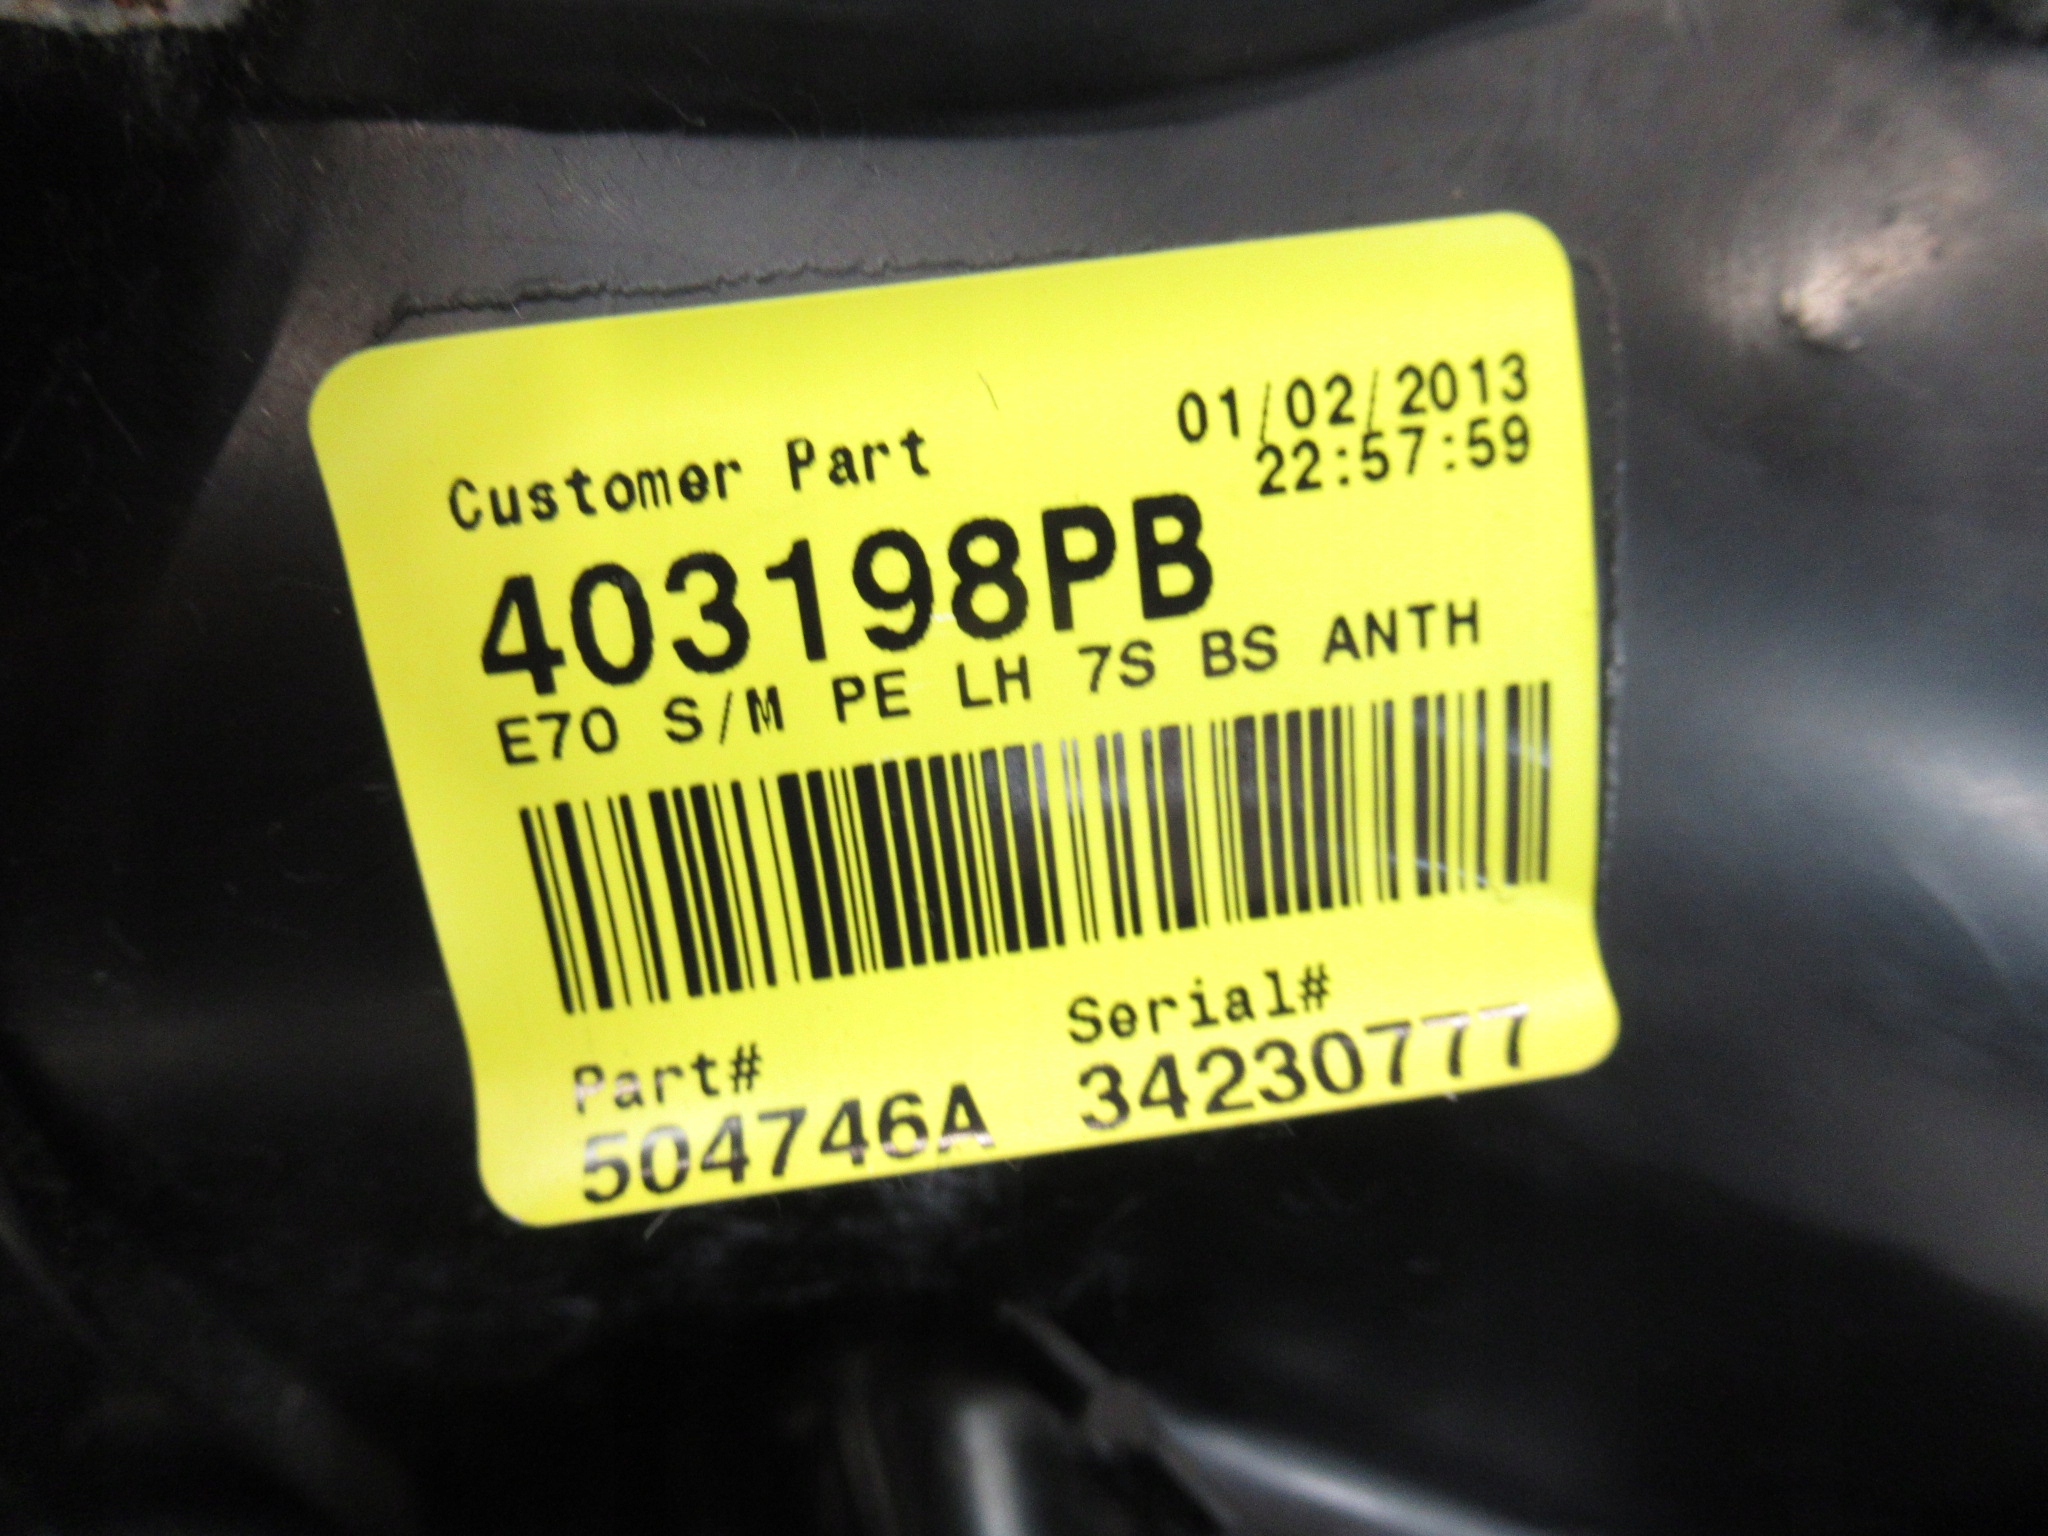 Customer Part 01/02/2013
22:57:59
403198PB
E70 S/M PE LH 7S BS ANTH
Part# Serial#
504746A 34230777